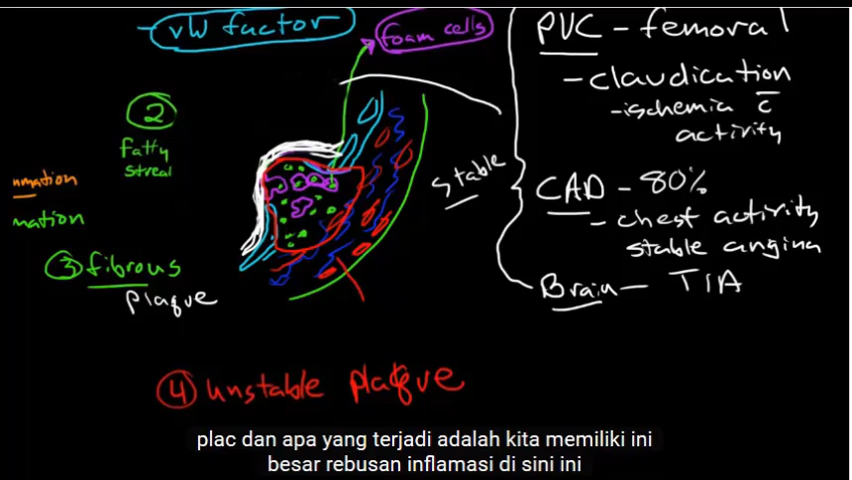 vW factor
foam cells
PVC - femoral
- claudication
- ischemia c̄
activity
2
fatty
streak
stable
CAD - 80%
- chest activity
stable angina
mmation
mation
3 fibrous
plaque
Brain - TIA
4 unstable plaque
plac dan apa yang terjadi adalah kita memiliki ini
besar rebusan inflamasi di sini ini